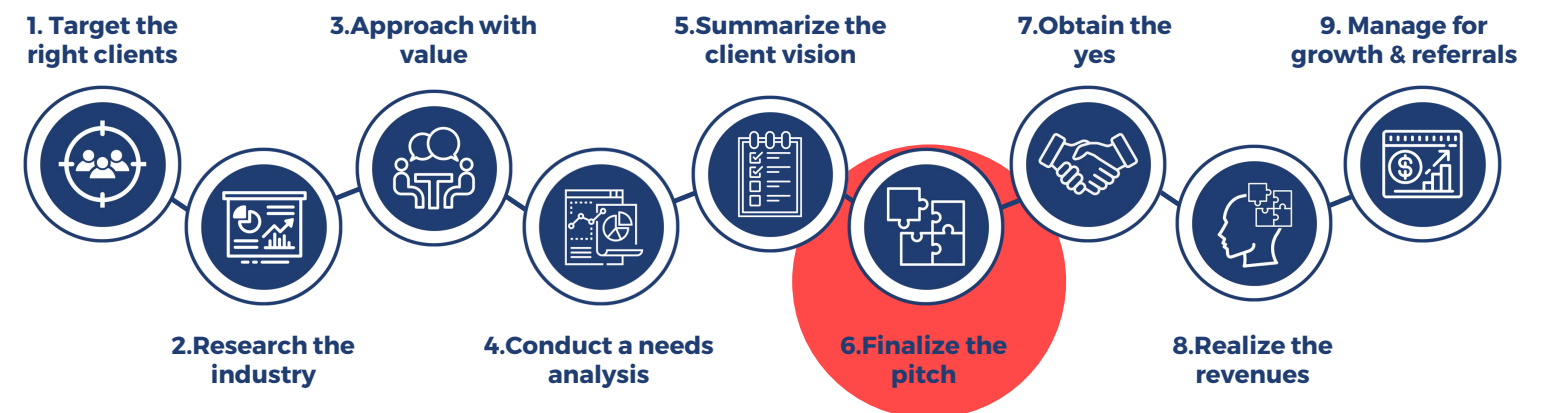 1. Target the
right clients
2.Research the
industry
3.Approach with
value
4.Conduct a needs
analysis
5.Summarize the
client vision
6.Finalize the
pitch
7.Obtain the
yes
8.Realize the
revenues
9. Manage for
growth & referrals